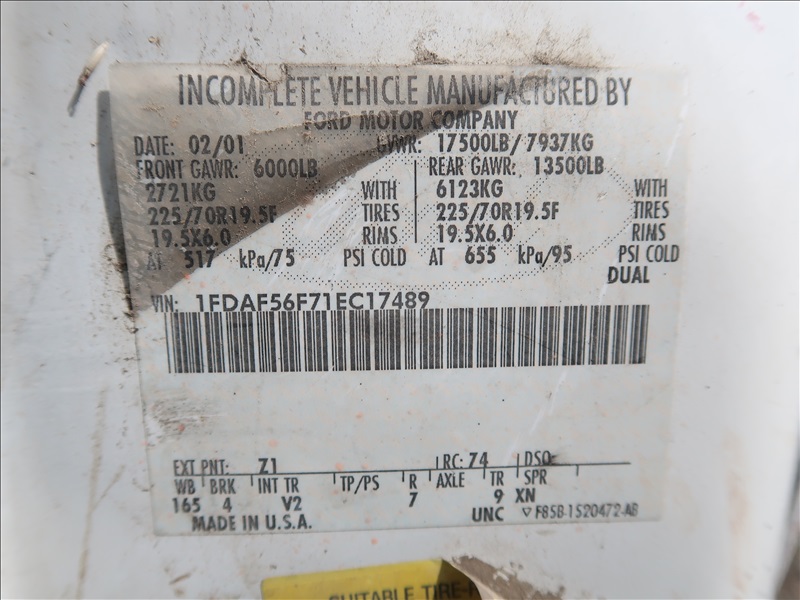 INCOMPLETE VEHICLE MANUFACTURED BY
FORD MOTOR COMPANY
DATE: 02/01 GVWR: 17500LB/ 7937KG
FRONT GAWR: 6000LB REAR GAWR: 13500LB
2721KG WITH 6123KG WITH
225/70R19.5F TIRES 225/70R19.5F TIRES
19.5X6.0 RIMS 19.5X6.0 RIMS
AT 517 kPa/75 PSI COLD AT 655 kPa/95 PSI COLD
DUAL
VIN: 1FDAF56F71EC17489
EXT PNT: Z1 RC: 74 DSO:
WB BRK INT TR TP/PS R AXLE TR SPR
165 4 V2 7 9 XN
MADE IN U.S.A. UNC ▽ F85B-1520472-AB
SUITABLE TIRE-